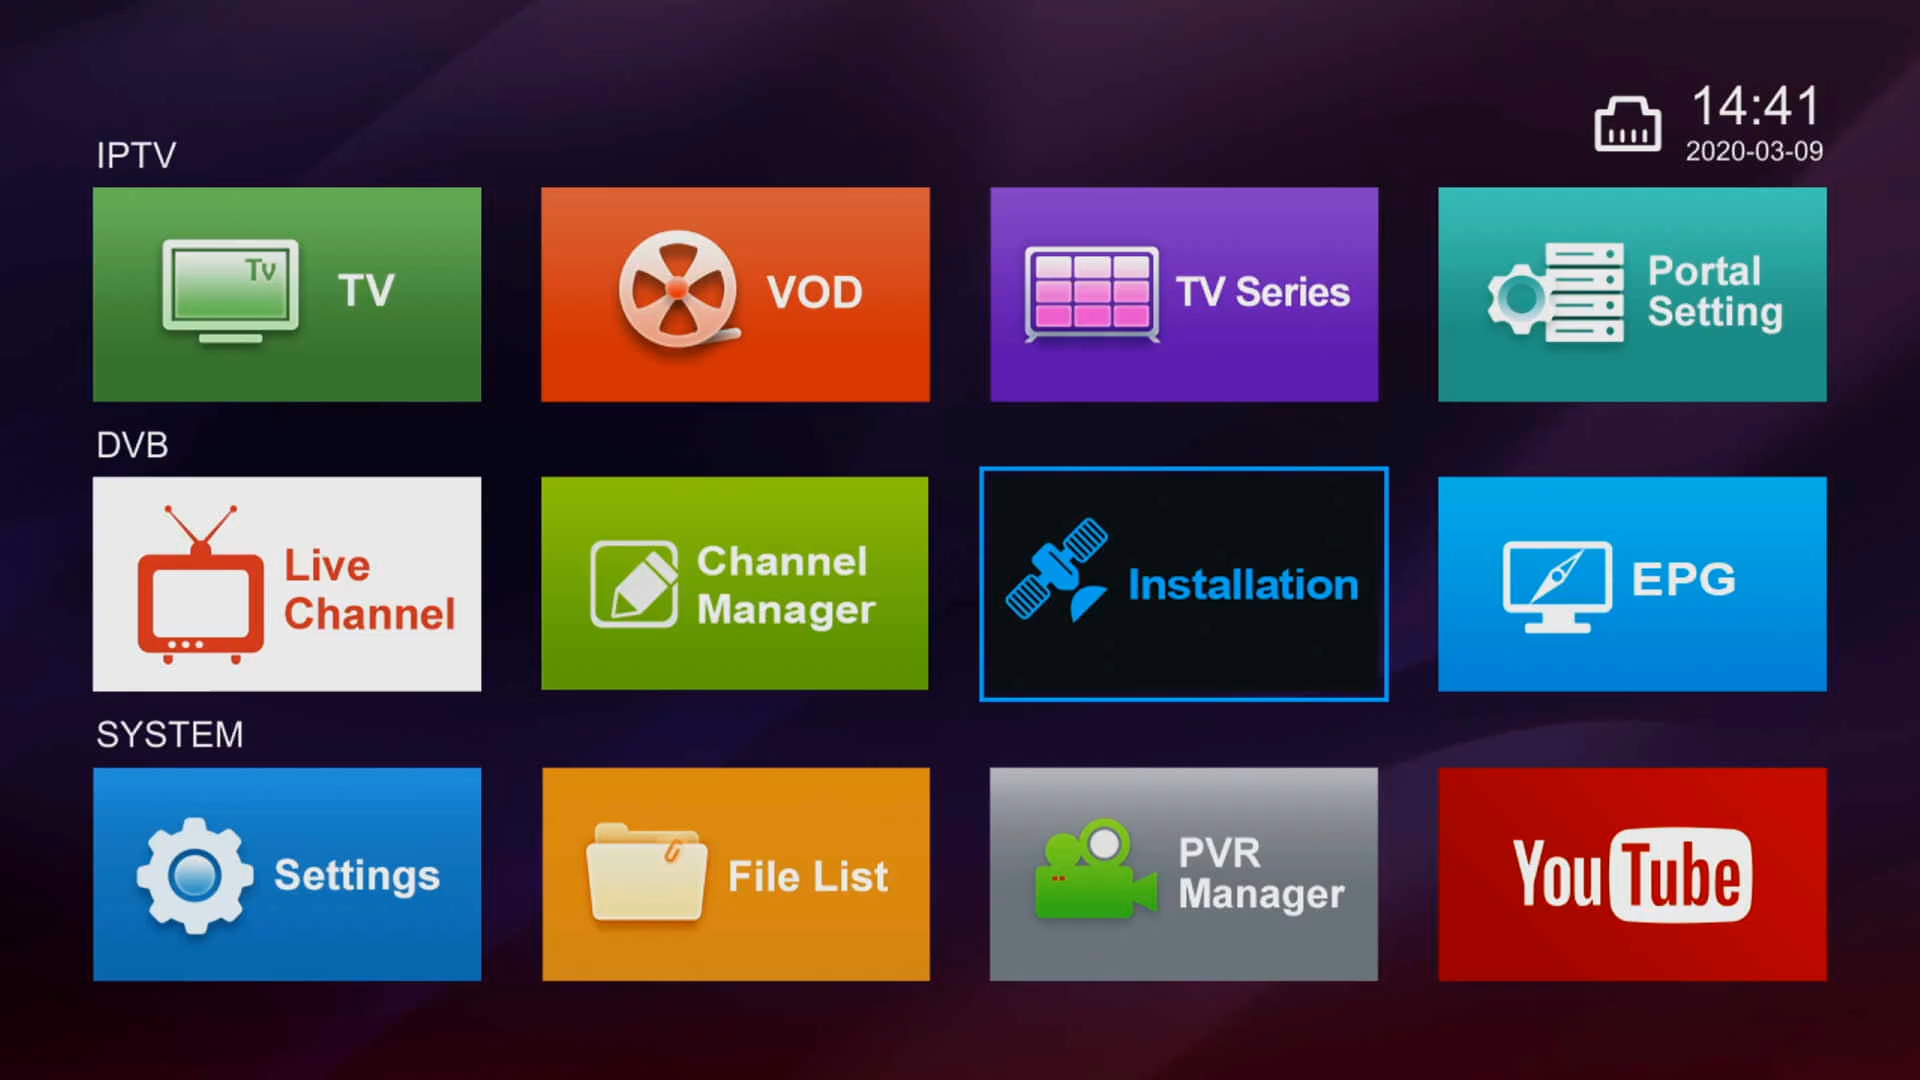 14:41
2020-03-09
IPTV
Tv
TV
VOD
TV Series
Portal
Setting
DVB
Live
Channel
Channel
Manager
Installation
EPG
SYSTEM
Settings
File List
PVR
Manager
YouTube